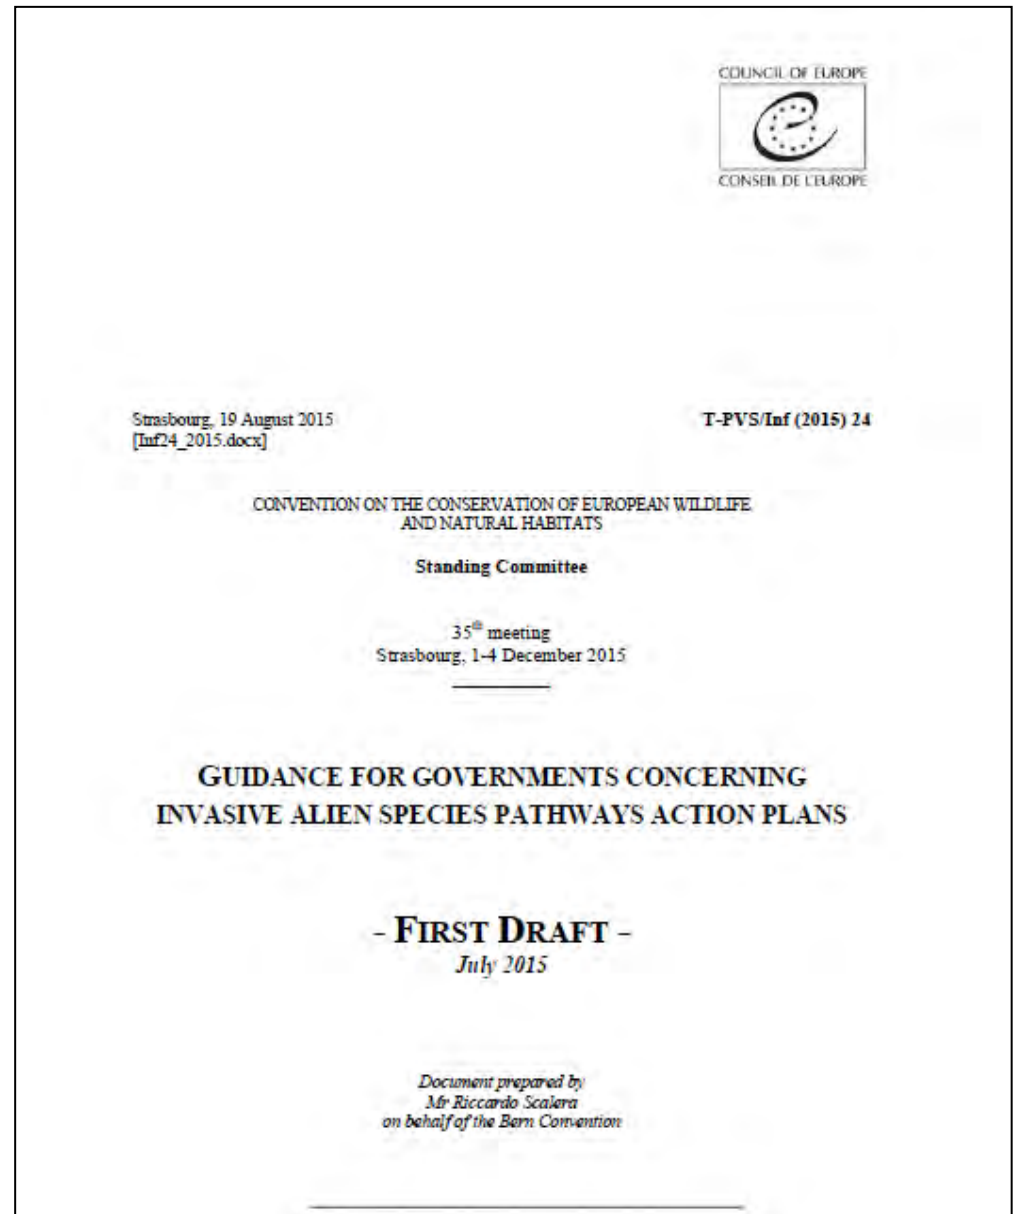 COUNCIL OF EUROPE
CONSEIL DE L'EUROPE
Strasbourg, 19 August 2015
T-PVS/Inf (2015) 24
[Inf24_2015.docx]
CONVENTION ON THE CONSERVATION OF EUROPEAN WILDLIFE
AND NATURAL HABITATS
Standing Committee
35th meeting
Strasbourg, 1-4 December 2015
GUIDANCE FOR GOVERNMENTS CONCERNING
INVASIVE ALIEN SPECIES PATHWAYS ACTION PLANS
- FIRST DRAFT -
July 2015
Document prepared by
Mr Riccardo Scalera
on behalf of the Bern Convention